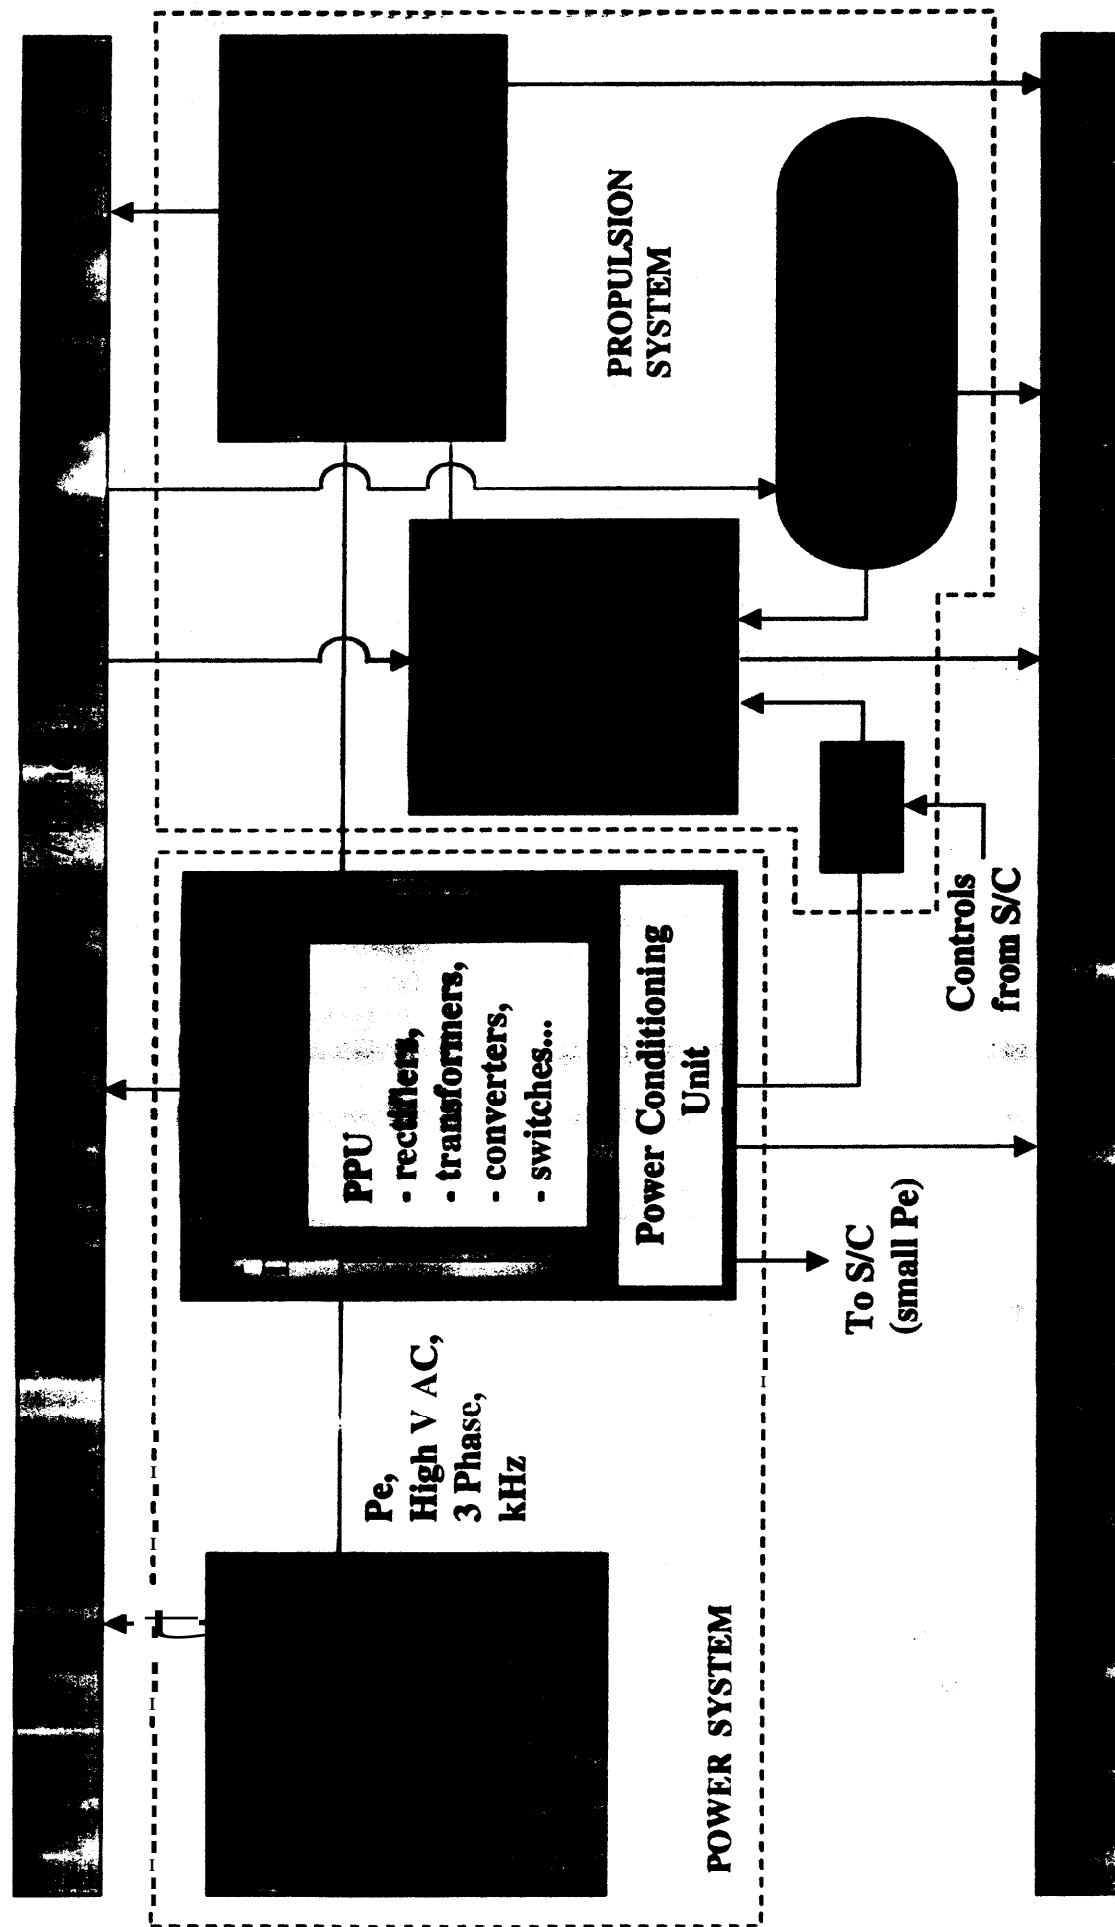 Pe,
High V AC,
3 Phase,
kHz
PPU
- rectifiers,
- transformers,
- converters,
- switches...
Power Conditioning
Unit
PROPULSION
SYSTEM
POWER SYSTEM
To S/C
(small Pe)
Controls
from S/C